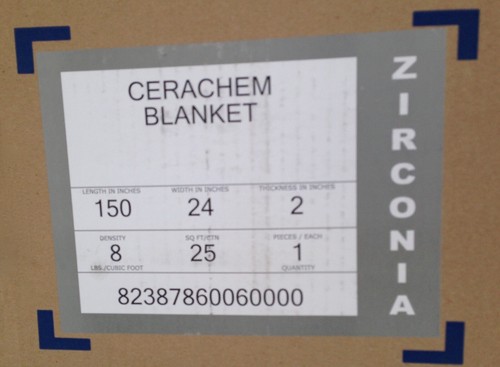 CERACHEM
BLANKET
ZIRCONIA
LENGTH IN INCHES WIDTH IN INCHES THICKNESS IN INCHES
150 24 2
DENSITY SQ FT/CTN PIECES / EACH
8 25 1
LBS./CUBIC FOOT QUANTITY
82387860060000